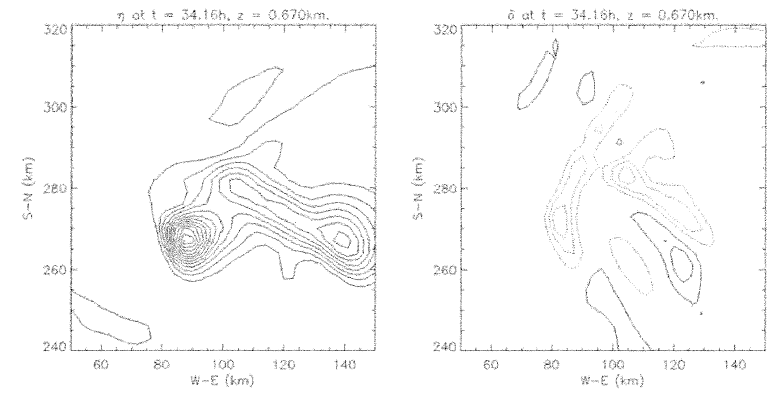 η at t = 34.16h, z = 0.670km.
δ at t = 34.16h, z = 0.670km.
320
300
280
260
240
S-N (km)
60 80 100 120 140
W-E (km)
320
300
280
260
240
S-N (km)
60 80 100 120 140
W-E (km)